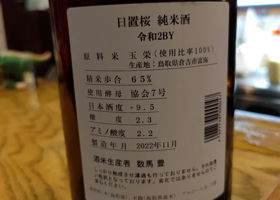 日置桜 純米酒
令和2BY
原料米 玉栄(使用比率100%)
生産地:鳥取県倉吉市富海
精米歩合 65%
使用酵母 協会7号
日本酒度 +9.5
酸度 2.3
アミノ酸度 2.2
製造年月 2022年11月
酒米生産者 数馬 豊